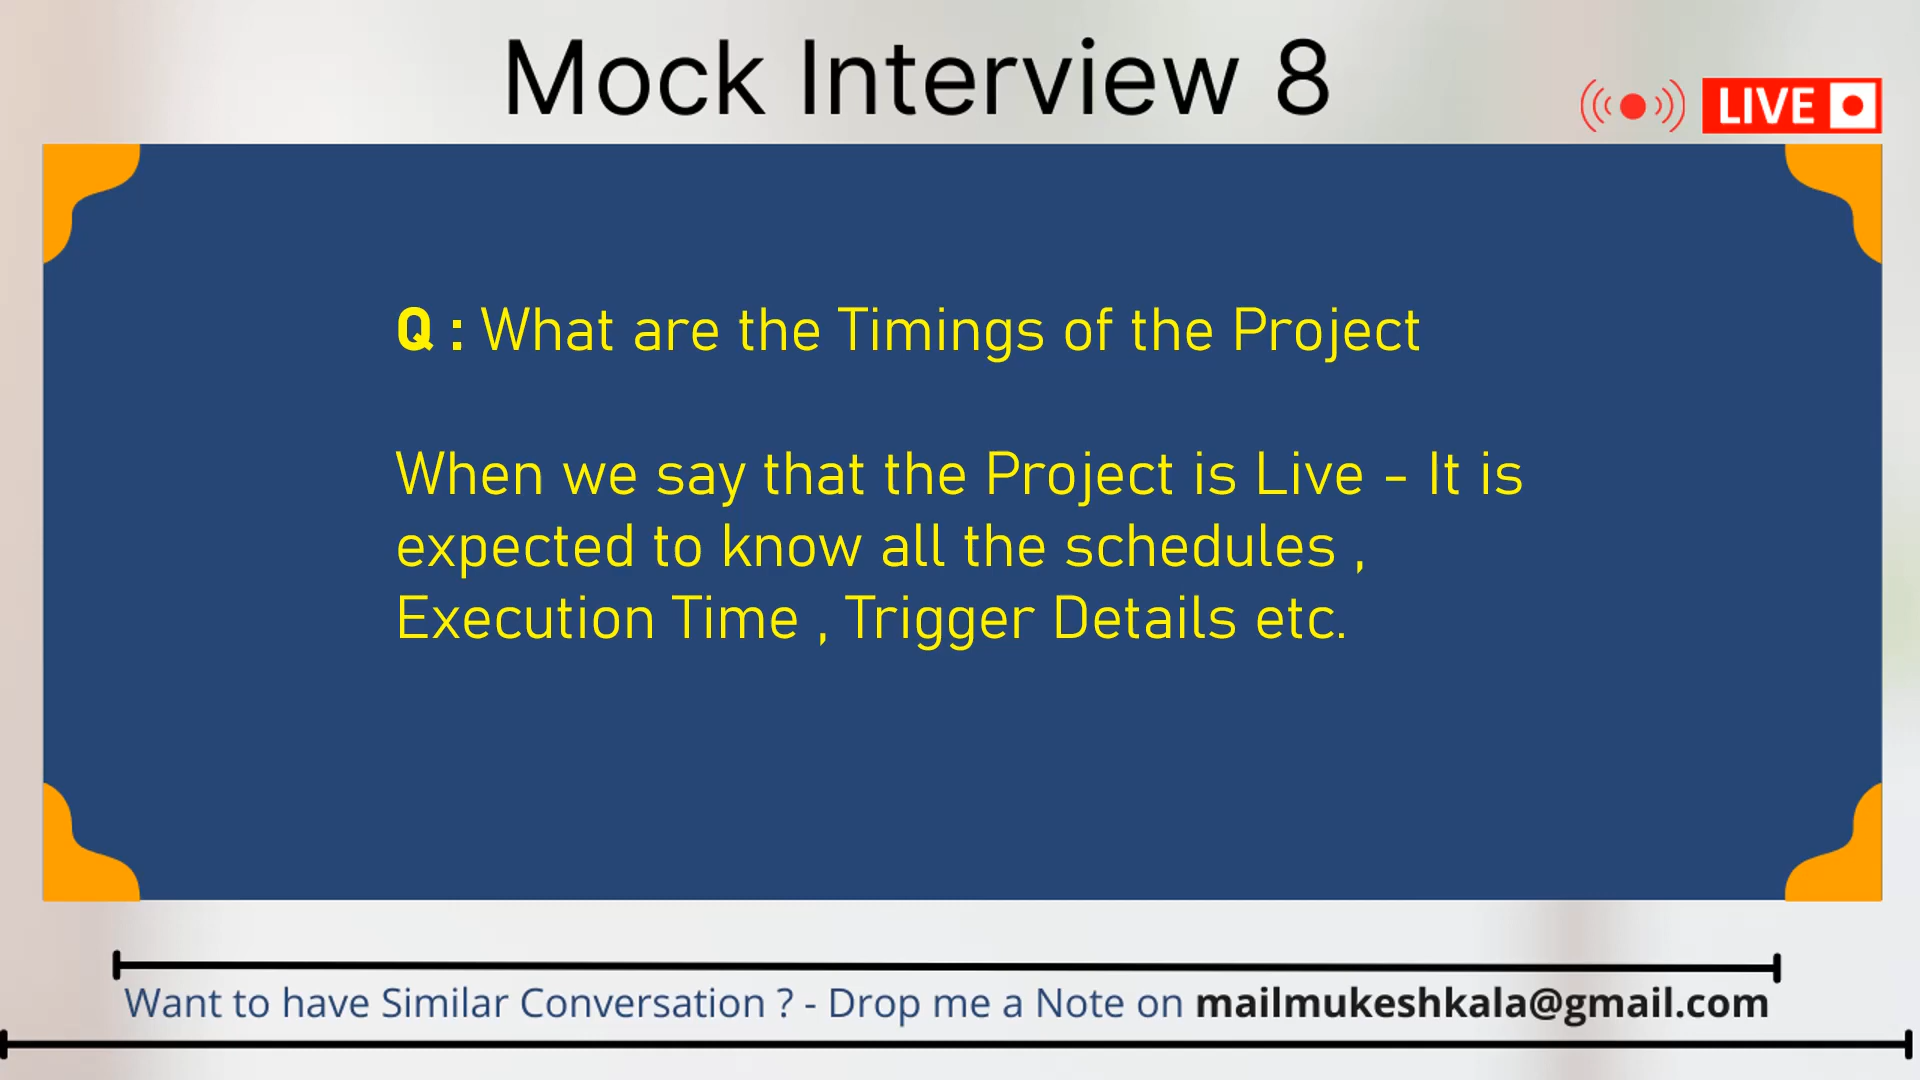 Mock Interview 8
LIVE
Q : What are the Timings of the Project
When we say that the Project is Live - It is
expected to know all the schedules ,
Execution Time , Trigger Details etc.
Want to have Similar Conversation ? - Drop me a Note on mailmukeshkala@gmail.com